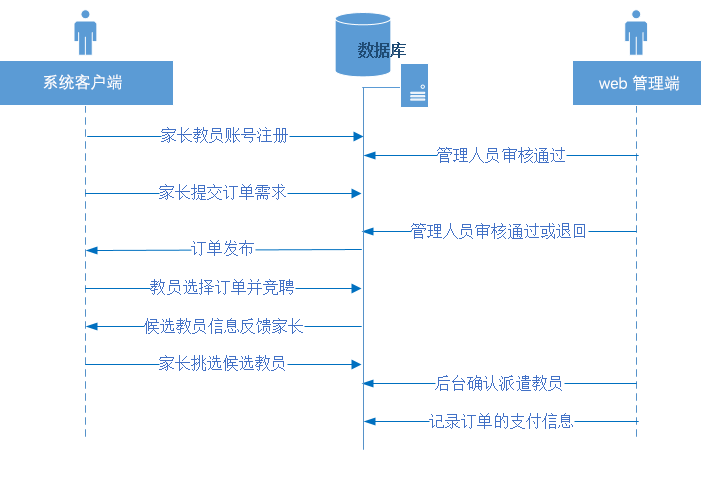 数据库
系统客户端
web 管理端
家长教员账号注册
管理人员审核通过
家长提交订单需求
管理人员审核通过或退回
订单发布
教员选择订单并竞聘
候选教员信息反馈家长
家长挑选候选教员
后台确认派遣教员
记录订单的支付信息